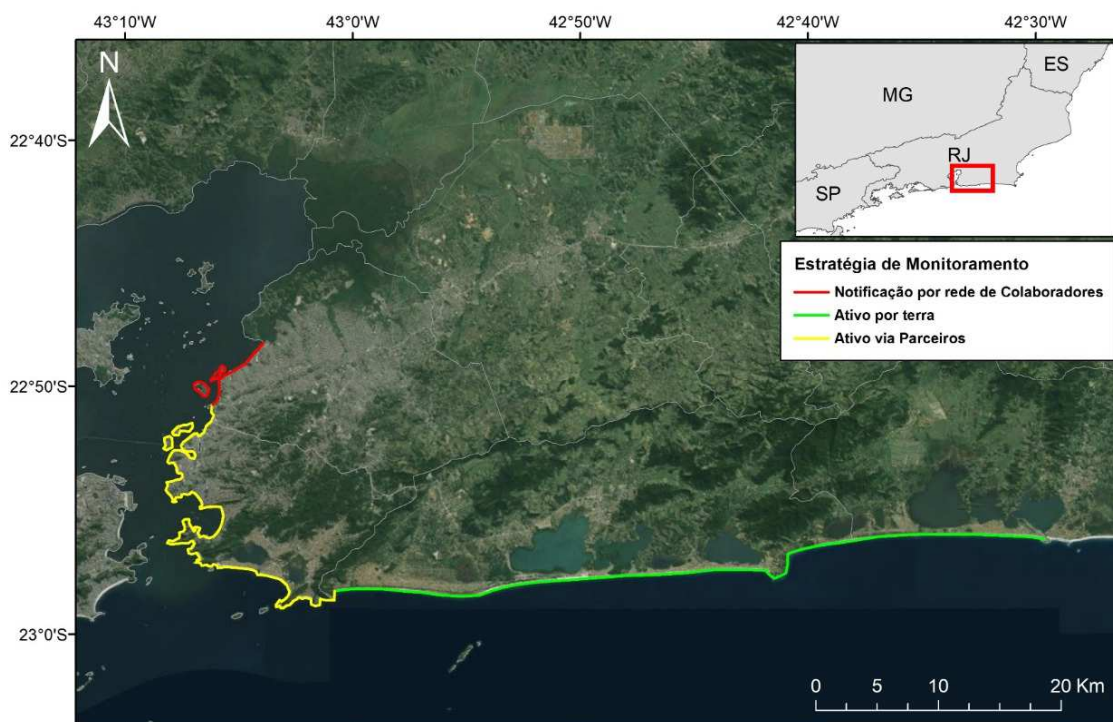 43°10'W 43°0'W 42°50'W 42°40'W 42°30'W
N
22°40'S
22°50'S
23°0'S
ES
MG
RJ
SP
Estratégia de Monitoramento
Notificação por rede de Colaboradores
Ativo por terra
Ativo via Parceiros
0 5 10 20 Km